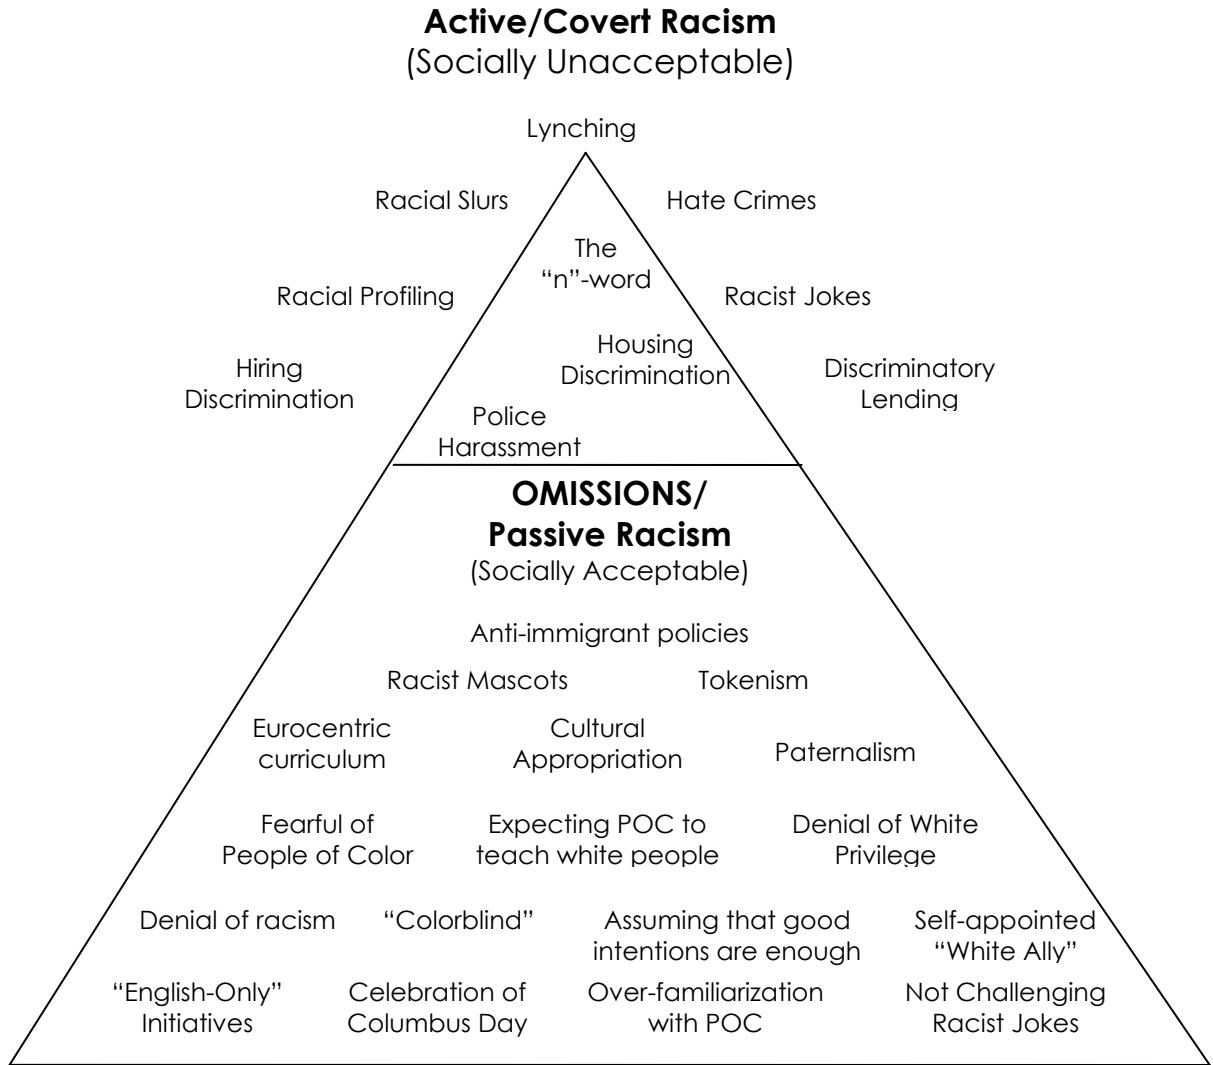 Active/Covert Racism
(Socially Unacceptable)
Lynching
Racial Slurs
Hate Crimes
The
“n”-word
Racial Profiling
Racist Jokes
Housing
Discrimination
Hiring
Discrimination
Discriminatory
Lending
Police
Harassment
OMISSIONS/
Passive Racism
(Socially Acceptable)
Anti-immigrant policies
Racist Mascots
Tokenism
Eurocentric
curriculum
Cultural
Appropriation
Paternalism
Fearful of
People of Color
Expecting POC to
teach white people
Denial of White
Privilege
Denial of racism
“Colorblind”
Assuming that good
intentions are enough
Self-appointed
“White Ally”
“English-Only”
Initiatives
Celebration of
Columbus Day
Over-familiarization
with POC
Not Challenging
Racist Jokes